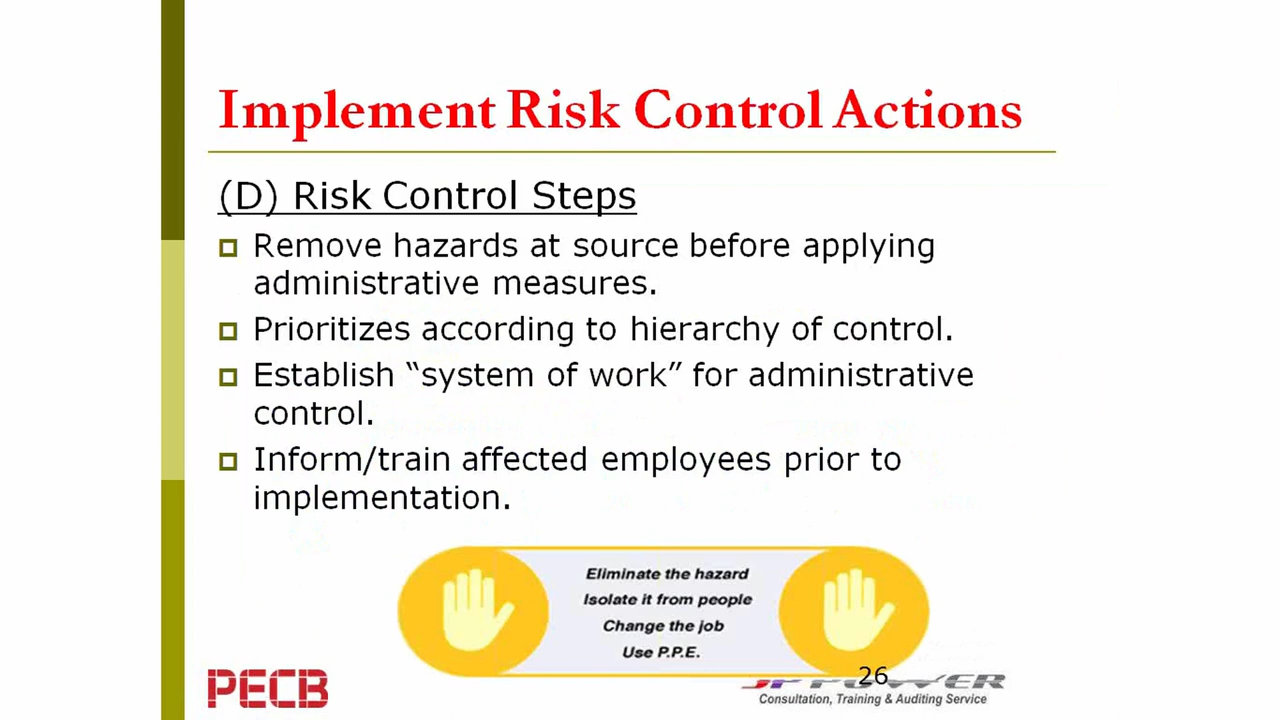 Implement Risk Control Actions
(D) Risk Control Steps
Remove hazards at source before applying
administrative measures.
Prioritizes according to hierarchy of control.
Establish “system of work” for administrative
control.
Inform/train affected employees prior to
implementation.
Eliminate the hazard
Isolate it from people
Change the job
Use P.P.E.
26
PECB
POWER
Consultation, Training & Auditing Service